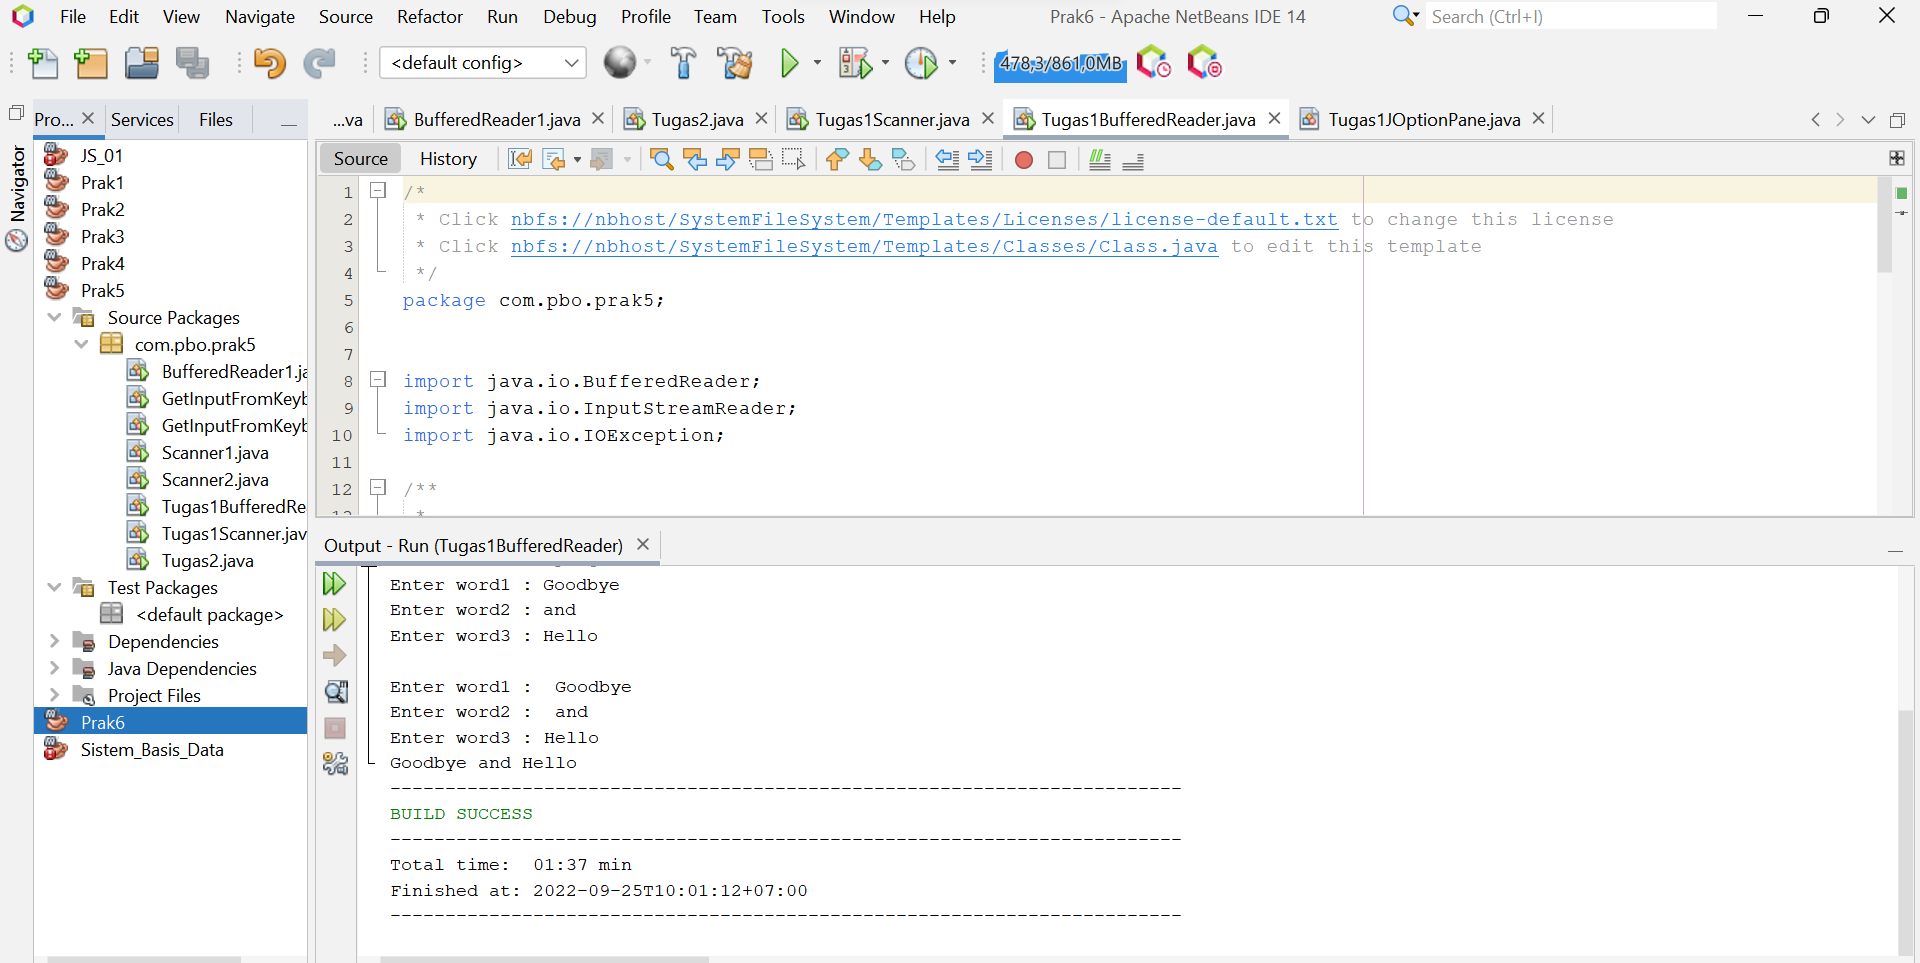 File Edit View Navigate Source Refactor Run Debug Profile Team Tools Window Help Prak6 - Apache NetBeans IDE 14 Search (Ctrl+I)
<default config> 478,3/861,0MB
Pro... Services Files
...va BufferedReader1.java Tugas2.java Tugas1Scanner.java Tugas1BufferedReader.java Tugas1JOptionPane.java
Navigator
JS_01
Prak1
Prak2
Prak3
Prak4
Prak5
Source Packages
com.pbo.prak5
BufferedReader1.ja
GetInputFromKeyb
GetInputFromKeyb
Scanner1.java
Scanner2.java
Tugas1BufferedRe
Tugas1Scanner.jav
Tugas2.java
Test Packages
<default package>
Dependencies
Java Dependencies
Project Files
Prak6
Sistem_Basis_Data
Source History
1 /*
2 * Click nbfs://nbhost/SystemFileSystem/Templates/Licenses/license-default.txt to change this license
3 * Click nbfs://nbhost/SystemFileSystem/Templates/Classes/Class.java to edit this template
4 */
5 package com.pbo.prak5;
6
7
8 import java.io.BufferedReader;
9 import java.io.InputStreamReader;
10 import java.io.IOException;
11
12 /**
Output - Run (Tugas1BufferedReader)
Enter word1 : Goodbye
Enter word2 : and
Enter word3 : Hello
Enter word1 :  Goodbye
Enter word2 :  and
Enter word3 : Hello
Goodbye and Hello
------------------------------------------------------------------------
BUILD SUCCESS
------------------------------------------------------------------------
Total time:  01:37 min
Finished at: 2022-09-25T10:01:12+07:00
------------------------------------------------------------------------